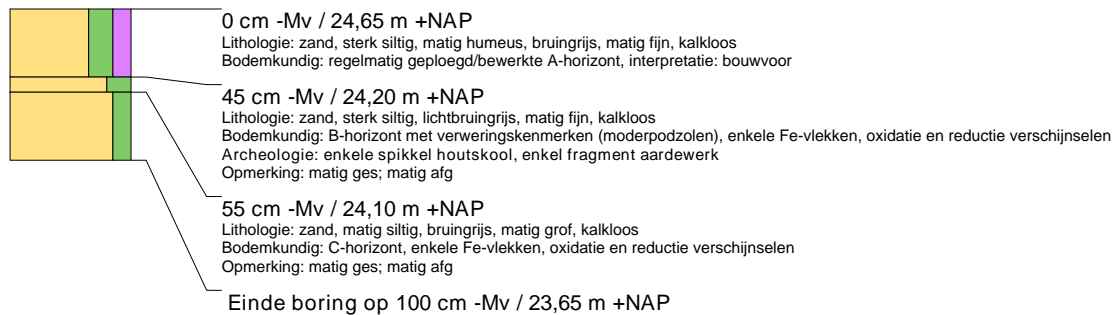 0 cm -Mv / 24,65 m +NAP
Lithologie: zand, sterk siltig, matig humeus, bruingrijs, matig fijn, kalkloos
Bodemkundig: regelmatig geploegd/bewerkte A-horizont, interpretatie: bouwvoor
45 cm -Mv / 24,20 m +NAP
Lithologie: zand, sterk siltig, lichtbruingrijs, matig fijn, kalkloos
Bodemkundig: B-horizont met verweringskenmerken (moderpodzolen), enkele Fe-vlekken, oxidatie en reductie verschijnselen
Archeologie: enkele spikkel houtskool, enkel fragment aardewerk
Opmerking: matig ges; matig afg
55 cm -Mv / 24,10 m +NAP
Lithologie: zand, matig siltig, bruingrijs, matig grof, kalkloos
Bodemkundig: C-horizont, enkele Fe-vlekken, oxidatie en reductie verschijnselen
Opmerking: matig ges; matig afg
Einde boring op 100 cm -Mv / 23,65 m +NAP